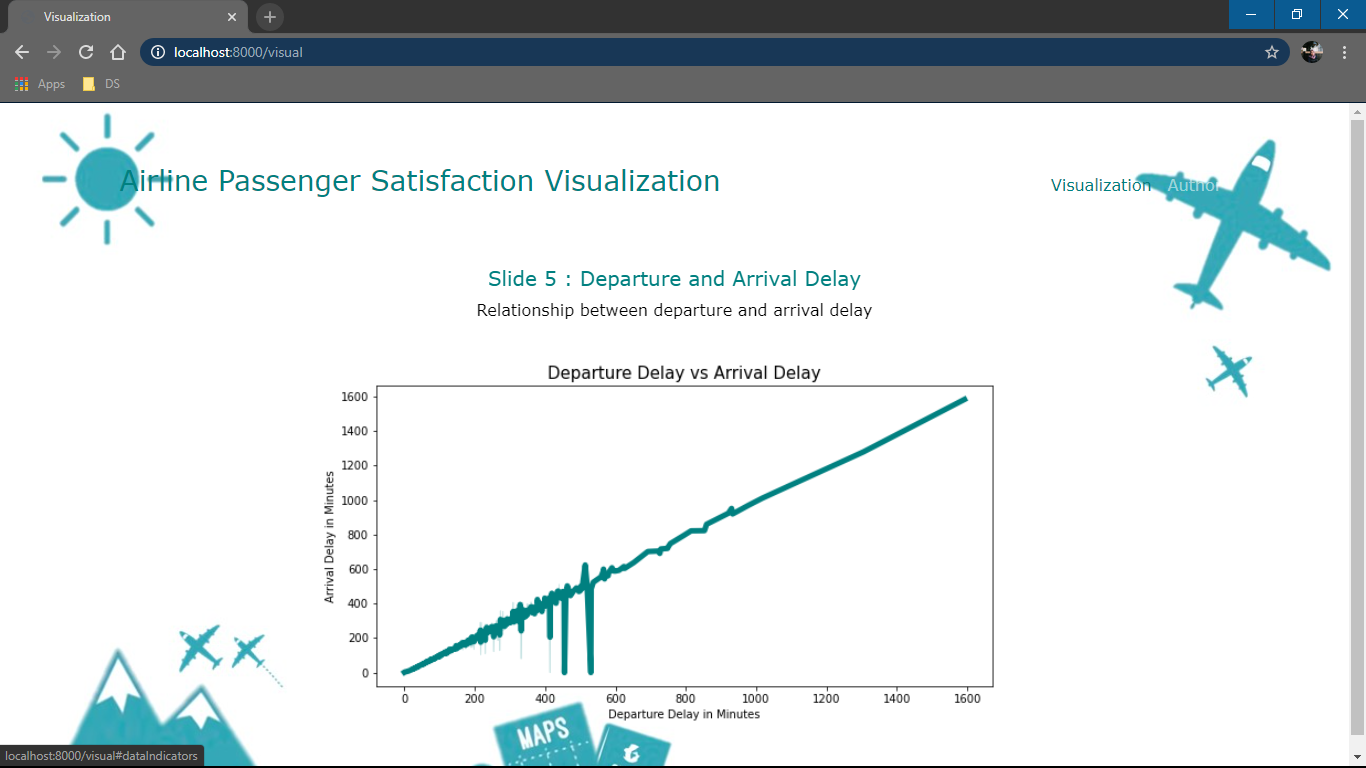 Visualization
localhost:8000/visual
Apps DS
Airline Passenger Satisfaction Visualization
Visualization Author
Slide 5 : Departure and Arrival Delay
Relationship between departure and arrival delay
Departure Delay vs Arrival Delay
1600
1400
1200
1000
800
600
400
200
0
Arrival Delay in Minutes
0 200 400 600 800 1000 1200 1400 1600
Departure Delay in Minutes
MAPS
localhost:8000/visual#dataIndicators